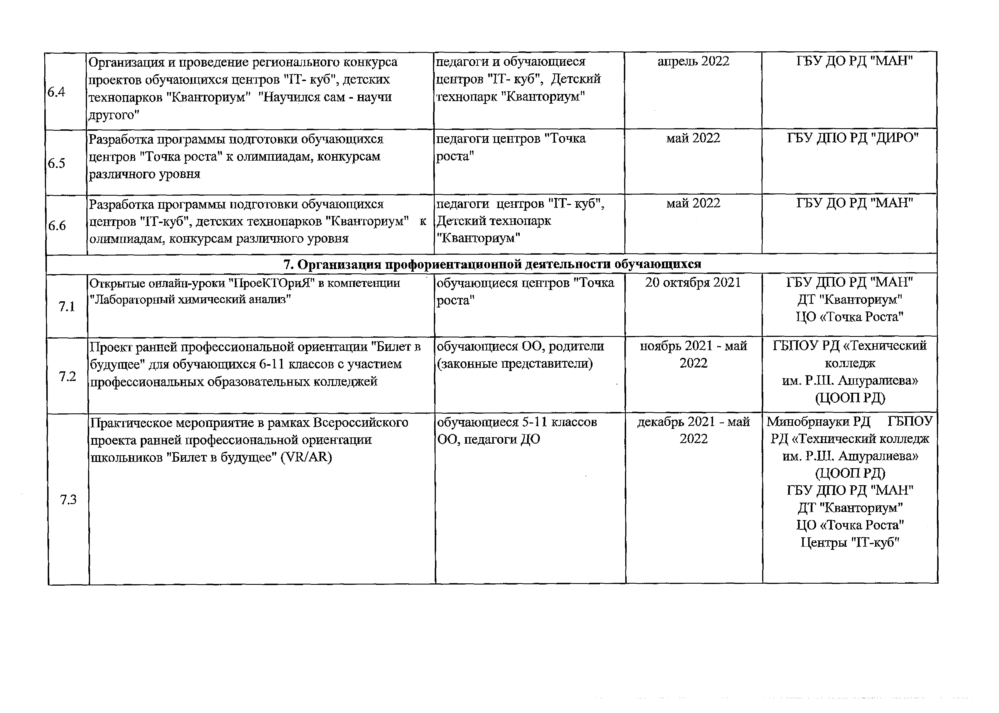 6.4
Организация и проведение регионального конкурса
проектов обучающихся центров "IT- куб", детских
технопарков "Кванториум" "Научился сам - научи
другого"
педагоги и обучающиеся
центров "IT- куб", Детский
технопарк "Кванториум"
апрель 2022
ГБУ ДО РД "МАН"
6.5
Разработка программы подготовки обучающихся
центров "Точка роста" к олимпиадам, конкурсам
различного уровня
педагоги центров "Точка
роста"
май 2022
ГБУ ДПО РД "ДИРО"
6.6
Разработка программы подготовки обучающихся
центров "IT-куб", детских технопарков "Кванториум" к
олимпиадам, конкурсам различного уровня
педагоги центров "IT- куб",
Детский технопарк
"Кванториум"
май 2022
ГБУ ДО РД "МАН"
7. Организация профориентационной деятельности обучающихся
7.1
Открытые онлайн-уроки "ПроеКТОриЯ" в компетенции
"Лабораторный химический анализ"
обучающиеся центров "Точка
роста"
20 октября 2021
ГБУ ДПО РД "МАН"
ДТ "Кванториум"
ЦО «Точка Роста"
7.2
Проект ранней профессиональной ориентации "Билет в
будущее" для обучающихся 6-11 классов с участием
профессиональных образовательных колледжей
обучающиеся ОО, родители
(законные представители)
ноябрь 2021 - май
2022
ГБПОУ РД «Технический
колледж
им. Р.Ш. Ашуралиева»
(ЦООП РД)
7.3
Практическое мероприятие в рамках Всероссийского
проекта ранней профессиональной ориентации
школьников "Билет в будущее" (VR/AR)
обучающиеся 5-11 классов
ОО, педагоги ДО
декабрь 2021 - май
2022
Минобрнауки РД ГБПОУ
РД «Технический колледж
им. Р.Ш. Ашуралиева»
(ЦООП РД)
ГБУ ДПО РД "МАН"
ДТ "Кванториум"
ЦО «Точка Роста"
Центры "IT-куб"